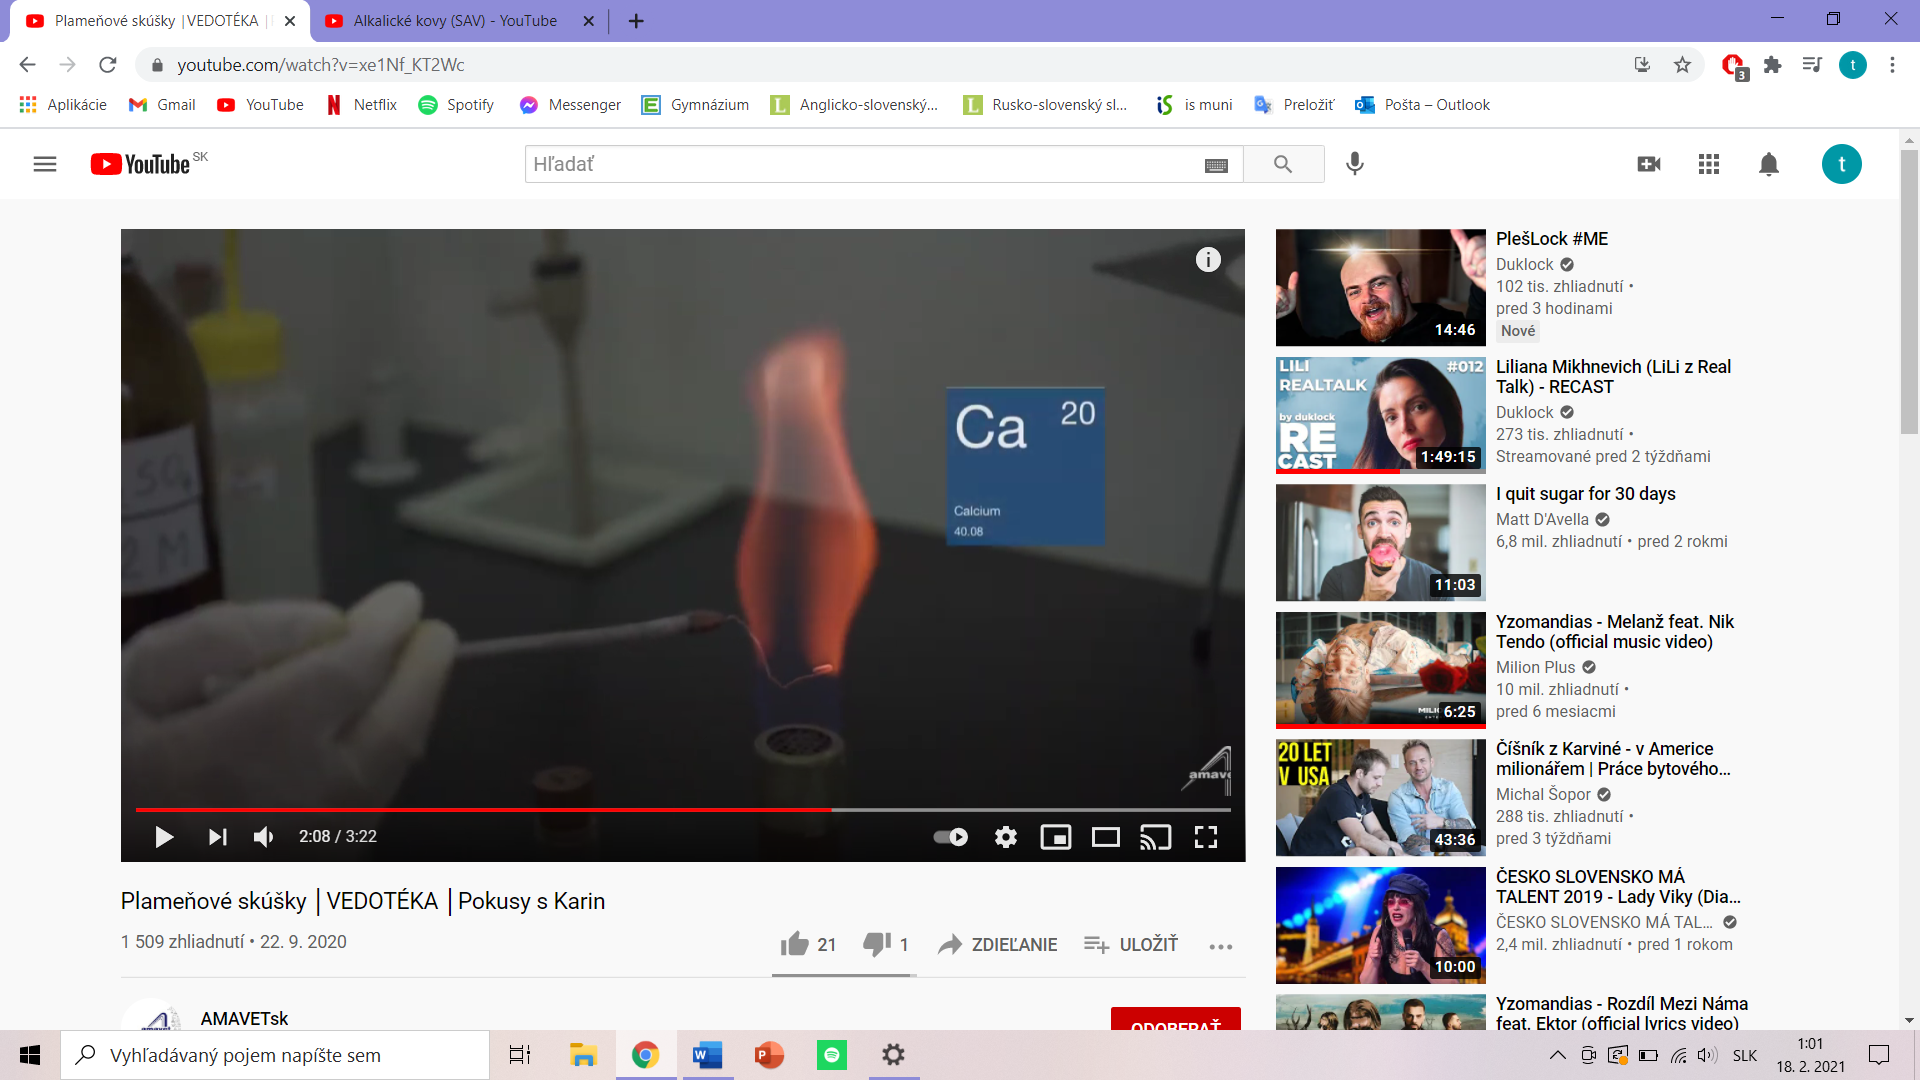 Plameňové skúšky │VEDOTÉKA │
Alkalické kovy (SAV) - YouTube
youtube.com/watch?v=xe1Nf_KT2Wc
3
t
Aplikácie
Gmail
YouTube
Netflix
Spotify
Messenger
Gymnázium
Anglicko-slovenský...
Rusko-slovenský sl...
is muni
Preložiť
Pošta – Outlook
YouTube SK
Hľadať
t
Ca 20
Calcium
40.08
2:08 / 3:22
Plameňové skúšky │VEDOTÉKA │Pokusy s Karin
1 509 zhliadnutí • 22. 9. 2020
21
1
ZDIEĽANIE
ULOŽIŤ
AMAVETsk
ODOBERAŤ
14:46
PlešLock #ME
Duklock
102 tis. zhliadnutí •
pred 3 hodinami
Nové
LILI
REALTALK
#012
by duklock
RE
CAST
1:49:15
Liliana Mikhnevich (LiLi z Real
Talk) - RECAST
Duklock
273 tis. zhliadnutí •
Streamované pred 2 týždňami
11:03
I quit sugar for 30 days
Matt D'Avella
6,8 mil. zhliadnutí • pred 2 rokmi
6:25
Yzomandias - Melanž feat. Nik
Tendo (official music video)
Milion Plus
10 mil. zhliadnutí •
pred 6 mesiacmi
20 LET
V USA
43:36
Číšník z Karviné - v Americe
milionářem | Práce bytového...
Michal Šopor
288 tis. zhliadnutí •
pred 3 týždňami
10:00
ČESKO SLOVENSKO MÁ
TALENT 2019 - Lady Viky (Dia...
ČESKO SLOVENSKO MÁ TAL...
2,4 mil. zhliadnutí • pred 1 rokom
Yzomandias - Rozdíl Mezi Náma
feat. Ektor (official lyrics video)
Vyhľadávaný pojem napíšte sem
SLK
1:01
18. 2. 2021